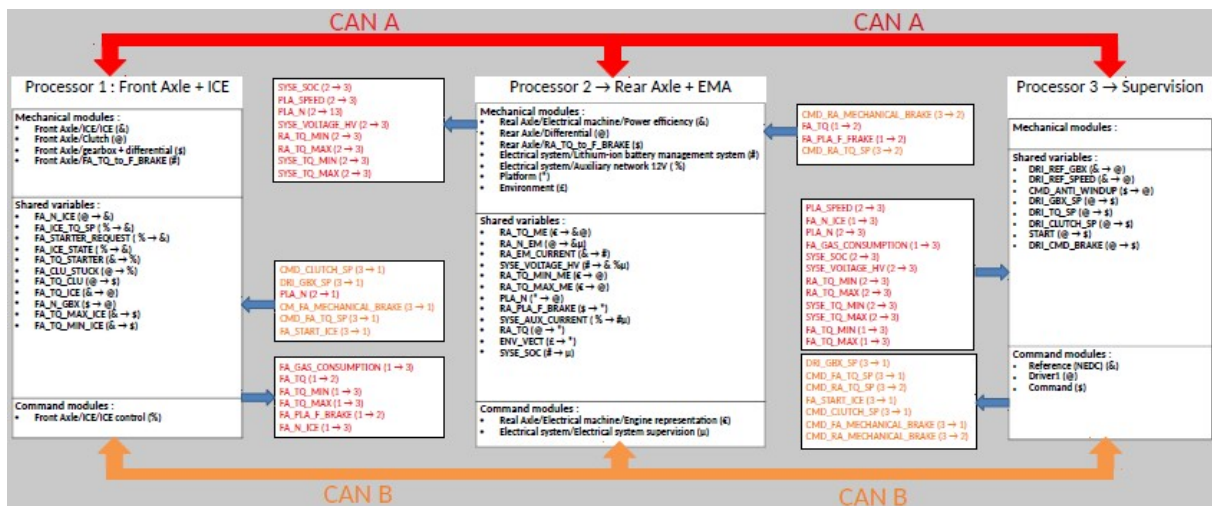 CAN A
CAN A
Processor 1 : Front Axle + ICE
Mechanical modules :
• Front Axle/ICE/ICE (&)
• Front Axle/Clutch (@)
• Front Axle/gearbox + differential ($)
• Front Axle/FA_TQ_to_F_BRAKE (#)
Shared variables :
• FA_N_ICE (@ → &)
• FA_ICE_TQ_SP ( % → &)
• FA_STARTER_REQUEST ( % → &)
• FA_ICE_STATE ( % → &)
• FA_TQ_STARTER (& → %)
• FA_CLU_STUCK (@ → %)
• FA_TQ_CLU (@ → $)
• FA_TQ_ICE (& → @)
• FA_N_GBX ($ → @)
• FA_TQ_MAX_ICE (& → $)
• FA_TQ_MIN_ICE (& → $)
Command modules :
• Front Axle/ICE/ICE control (%)
SYSE_SOC (2 → 3)
PLA_SPEED (2 → 3)
PLA_N (2 → 13)
SYSE_VOLTAGE_HV (2 → 3)
RA_TQ_MIN (2 → 3)
RA_TQ_MAX (2 → 3)
SYSE_TQ_MIN (2 → 3)
SYSE_TQ_MAX (2 → 3)
CMD_CLUTCH_SP (3 → 1)
DRI_GBX_SP (3 → 1)
PLA_N (2 → 1)
CM_FA_MECHANICAL_BRAKE (3 → 1)
CMD_FA_TQ_SP (3 → 1)
FA_START_ICE (3 → 1)
FA_GAS_CONSUMPTION (1 → 3)
FA_TQ (1 → 2)
FA_TQ_MIN (1 → 3)
FA_TQ_MAX (1 → 3)
FA_PLA_F_BRAKE (1 → 2)
FA_N_ICE (1 → 3)
Processor 2 → Rear Axle + EMA
Mechanical modules :
• Real Axle/Electrical machine/Power efficiency (&)
• Rear Axle/Differential (@)
• Rear Axle/RA_TQ_to_F_BRAKE ($)
• Electrical system/Lithium-ion battery management system (#)
• Electrical system/Auxiliary network 12V ( %)
• Platform (*)
• Environment (£)
Shared variables :
• RA_TQ_ME (€ → &@)
• RA_N_EM (@ → &µ)
• RA_EM_CURRENT (& → #)
• SYSE_VOLTAGE_HV (# → & %µ)
• RA_TQ_MIN_ME (€ → @)
• RA_TQ_MAX_ME (€ → @)
• PLA_N (* → @)
• RA_PLA_F_BRAKE ($ → *)
• SYSE_AUX_CURRENT ( % → #µ)
• RA_TQ (@ → *)
• ENV_VECT (£ → *)
• SYSE_SOC (# → µ)
Command modules :
• Real Axle/Electrical machine/Engine representation (€)
• Electrical system/Electrical system supervision (µ)
CMD_RA_MECHANICAL_BRAKE (3 → 2)
FA_TQ (1 → 2)
FA_PLA_F_FRAKE (1 → 2)
CMD_RA_TQ_SP (3 → 2)
PLA_SPEED (2 → 3)
FA_N_ICE (1 → 3)
PLA_N (2 → 3)
FA_GAS_CONSUMPTION (1 → 3)
SYSE_SOC (2 → 3)
SYSE_VOLTAGE_HV (2 → 3)
RA_TQ_MIN (2 → 3)
RA_TQ_MAX (2 → 3)
SYSE_TQ_MIN (2 → 3)
SYSE_TQ_MAX (2 → 3)
FA_TQ_MIN (1 → 3)
FA_TQ_MAX (1 → 3)
DRI_GBX_SP (3 → 1)
CMD_FA_TQ_SP (3 → 1)
CMD_RA_TQ_SP (3 → 2)
FA_START_ICE (3 → 1)
CMD_CLUTCH_SP (3 → 1)
CMD_FA_MECHANICAL_BRAKE (3 → 1)
CMD_RA_MECHANICAL_BRAKE (3 → 2)
Processor 3 → Supervision
Mechanical modules :
Shared variables :
• DRI_REF_GBX (& → @)
• DRI_REF_SPEED (& → @)
• CMD_ANTI_WINDUP ($ → @)
• DRI_GBX_SP (@ → $)
• DRI_TQ_SP (@ → $)
• DRI_CLUTCH_SP (@ → $)
• START (@ → $)
• DRI_CMD_BRAKE (@ → $)
Command modules :
• Reference (NEDC) (&)
• Driver1 (@)
• Command ($)
CAN B
CAN B